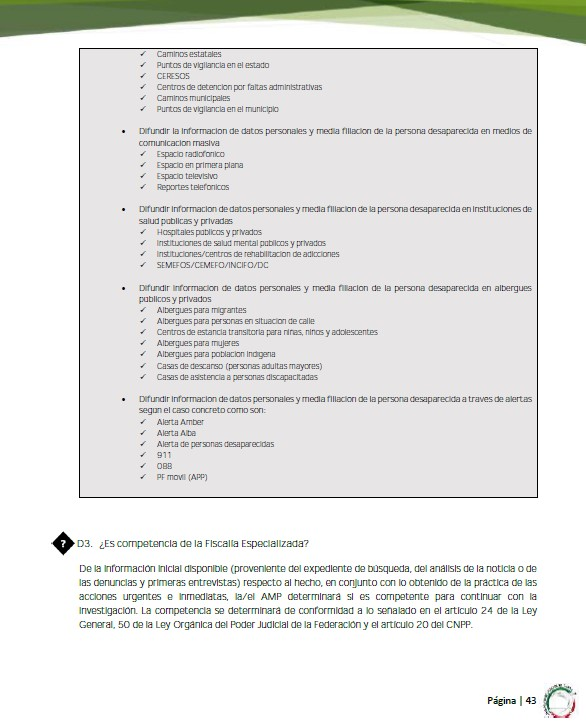 ✓ Caminos estatales
✓ Puntos de vigilancia en el estado
✓ CERESOS
✓ Centros de detencion por faltas administrativas
✓ Caminos municipales
✓ Puntos de vigilancia en el municipio
• Difundir la informacion de datos personales y media filiacion de la persona desaparecida en medios de
comunicacion masiva
✓ Espacio radiofonico
✓ Espacio en primera plana
✓ Espacio televisivo
✓ Reportes telefonicos
• Difundir informacion de datos personales y media filiacion de la persona desaparecida en instituciones de
salud publicas y privadas
✓ Hospitales publicos y privados
✓ Instituciones de salud mental publicos y privados
✓ Instituciones/centros de rehabilitacion de adicciones
✓ SEMEFOS/CEMEFO/INCIFO/DC
• Difundir informacion de datos personales y media filiacion de la persona desaparecida en albergues
publicos y privados
✓ Albergues para migrantes
✓ Albergues para personas en situacion de calle
✓ Centros de estancia transitoria para niñas, niños y adolescentes
✓ Albergues para mujeres
✓ Albergues para poblacion indigena
✓ Casas de descanso (personas adultas mayores)
✓ Casas de asistencia a personas discapacitadas
• Difundir informacion de datos personales y media filiacion de la persona desaparecida a traves de alertas
segun el caso concreto como son:
✓ Alerta Amber
✓ Alerta Alba
✓ Alerta de personas desaparecidas
✓ 911
✓ 088
✓ PF movil (APP)
? D3. ¿Es competencia de la Fiscalía Especializada?
De la información inicial disponible (proveniente del expediente de búsqueda, del análisis de la noticia o de
las denuncias y primeras entrevistas) respecto al hecho, en conjunto con lo obtenido de la práctica de las
acciones urgentes e inmediatas, la/el AMP determinará si es competente para continuar con la
investigación. La competencia se determinará de conformidad a lo señalado en el artículo 24 de la Ley
General, 50 de la Ley Orgánica del Poder Judicial de la Federación y el artículo 20 del CNPP.
Página | 43